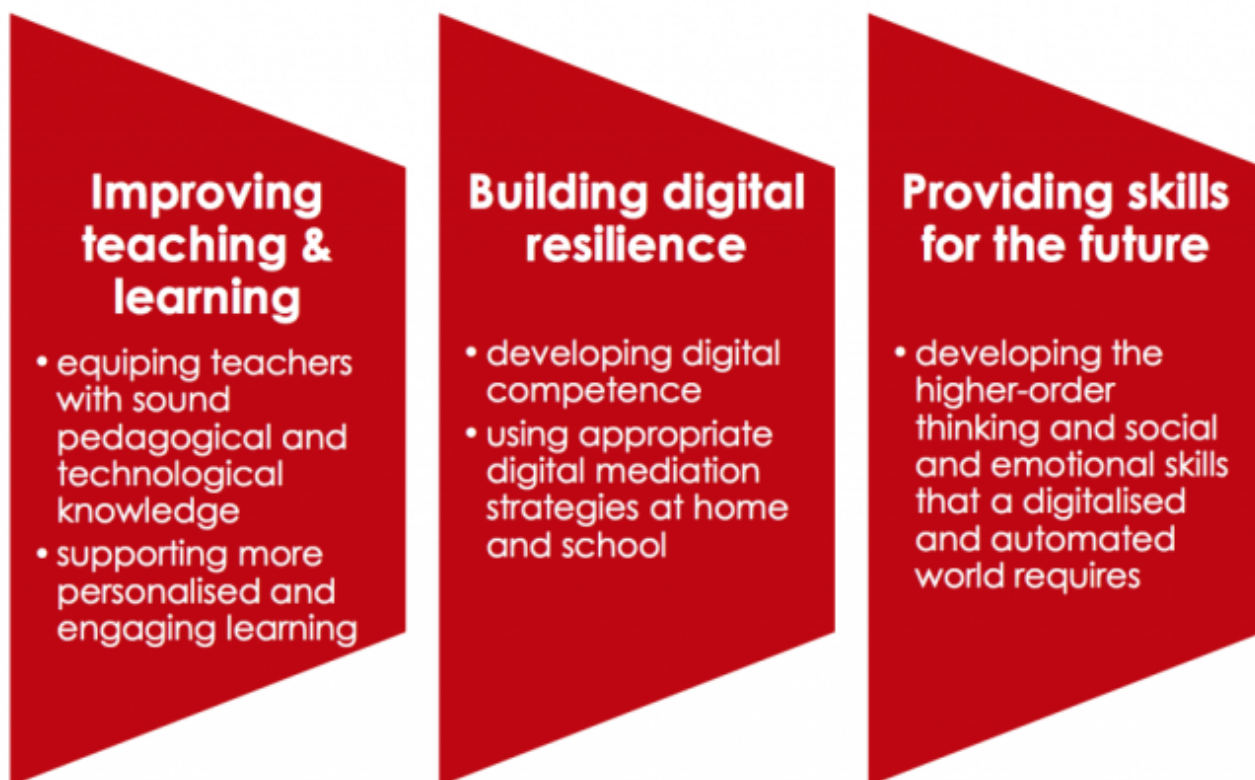 Improving
teaching &
learning
• equiping teachers
with sound
pedagogical and
technological
knowledge
• supporting more
personalised and
engaging learning
Building digital
resilience
• developing digital
competence
• using appropriate
digital mediation
strategies at home
and school
Providing skills
for the future
• developing the
higher-order
thinking and social
and emotional skills
that a digitalised
and automated
world requires